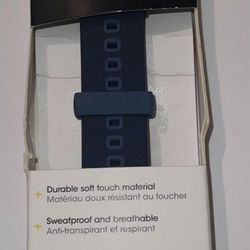 + Durable soft touch material
Matériau doux résistant au toucher
+ Sweatproof and breathable
Anti-transpirant et respirant